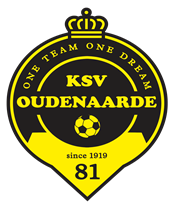 ONE TEAM ONE DREAM
KSV
OUDENAARDE
since 1919
81